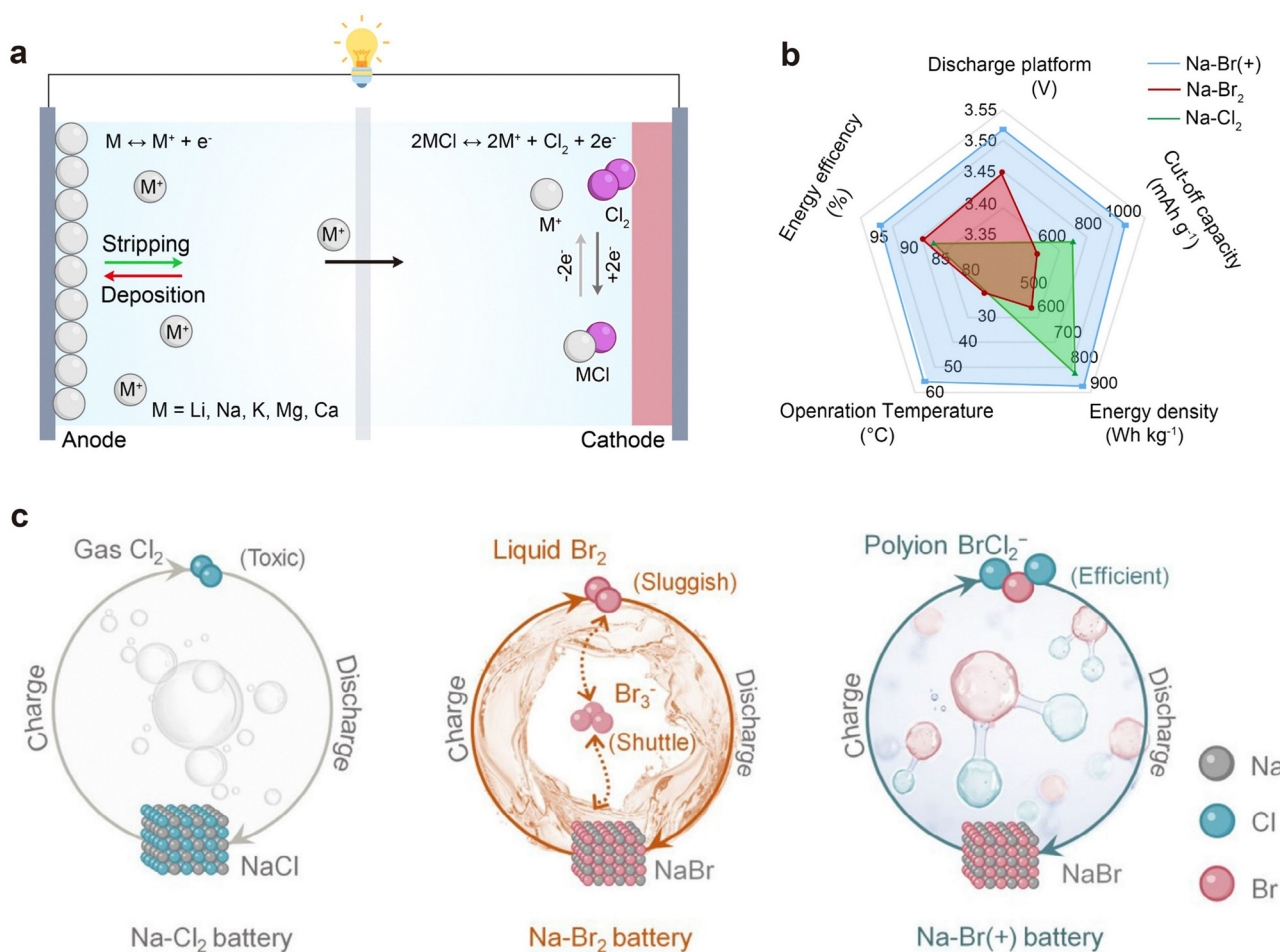 a
M ↔ M⁺ + e⁻
2MCl ↔ 2M⁺ + Cl₂ + 2e⁻
M⁺
M⁺
Cl₂
M⁺
Stripping
Deposition
-2e⁻
+2e⁻
M⁺
MCl
M⁺
M = Li, Na, K, Mg, Ca
Anode
Cathode
b
Discharge platform
(V)
Na-Br(+)
Na-Br₂
Na-Cl₂
3.55
3.50
3.45
3.40
3.35
Energy efficency
(%)
95
90
85
80
Cut-off capacity
(mAh g⁻¹)
1000
800
600
500
600
700
800
900
30
40
50
60
Openration Temperature
(°C)
Energy density
(Wh kg⁻¹)
c
Gas Cl₂
(Toxic)
Charge
Discharge
NaCl
Na-Cl₂ battery
Liquid Br₂
(Sluggish)
Charge
Br₃⁻
(Shuttle)
Discharge
NaBr
Na-Br₂ battery
Polyion BrCl₂⁻
(Efficient)
Charge
Discharge
NaBr
Na-Br(+) battery
Na
Cl
Br